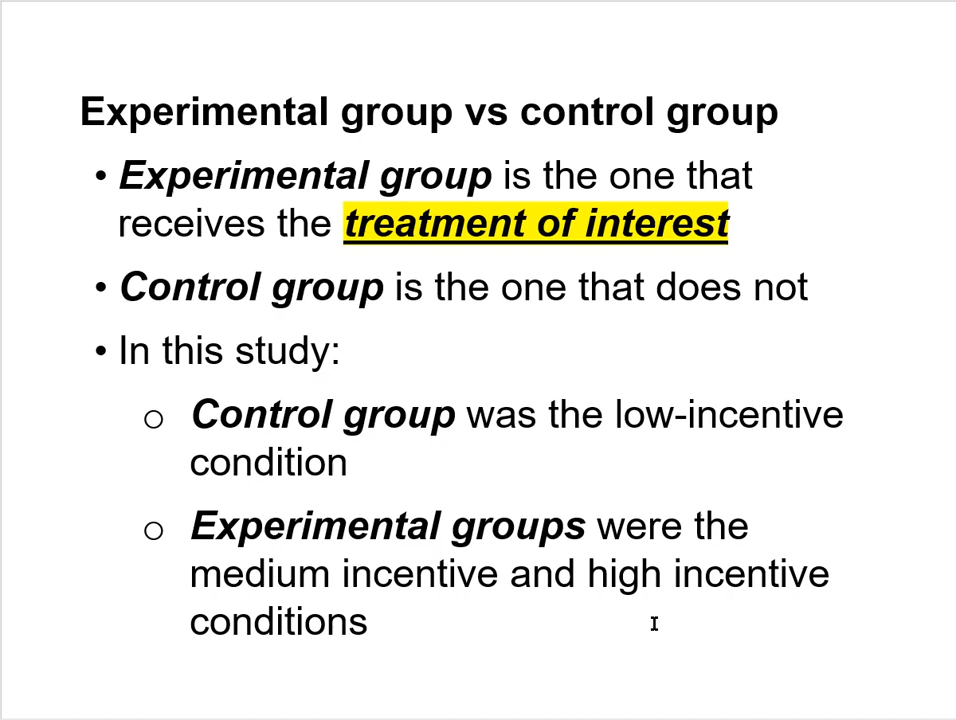 Experimental group vs control group
• Experimental group is the one that
receives the treatment of interest
• Control group is the one that does not
• In this study:
o Control group was the low-incentive
condition
o Experimental groups were the
medium incentive and high incentive
conditions